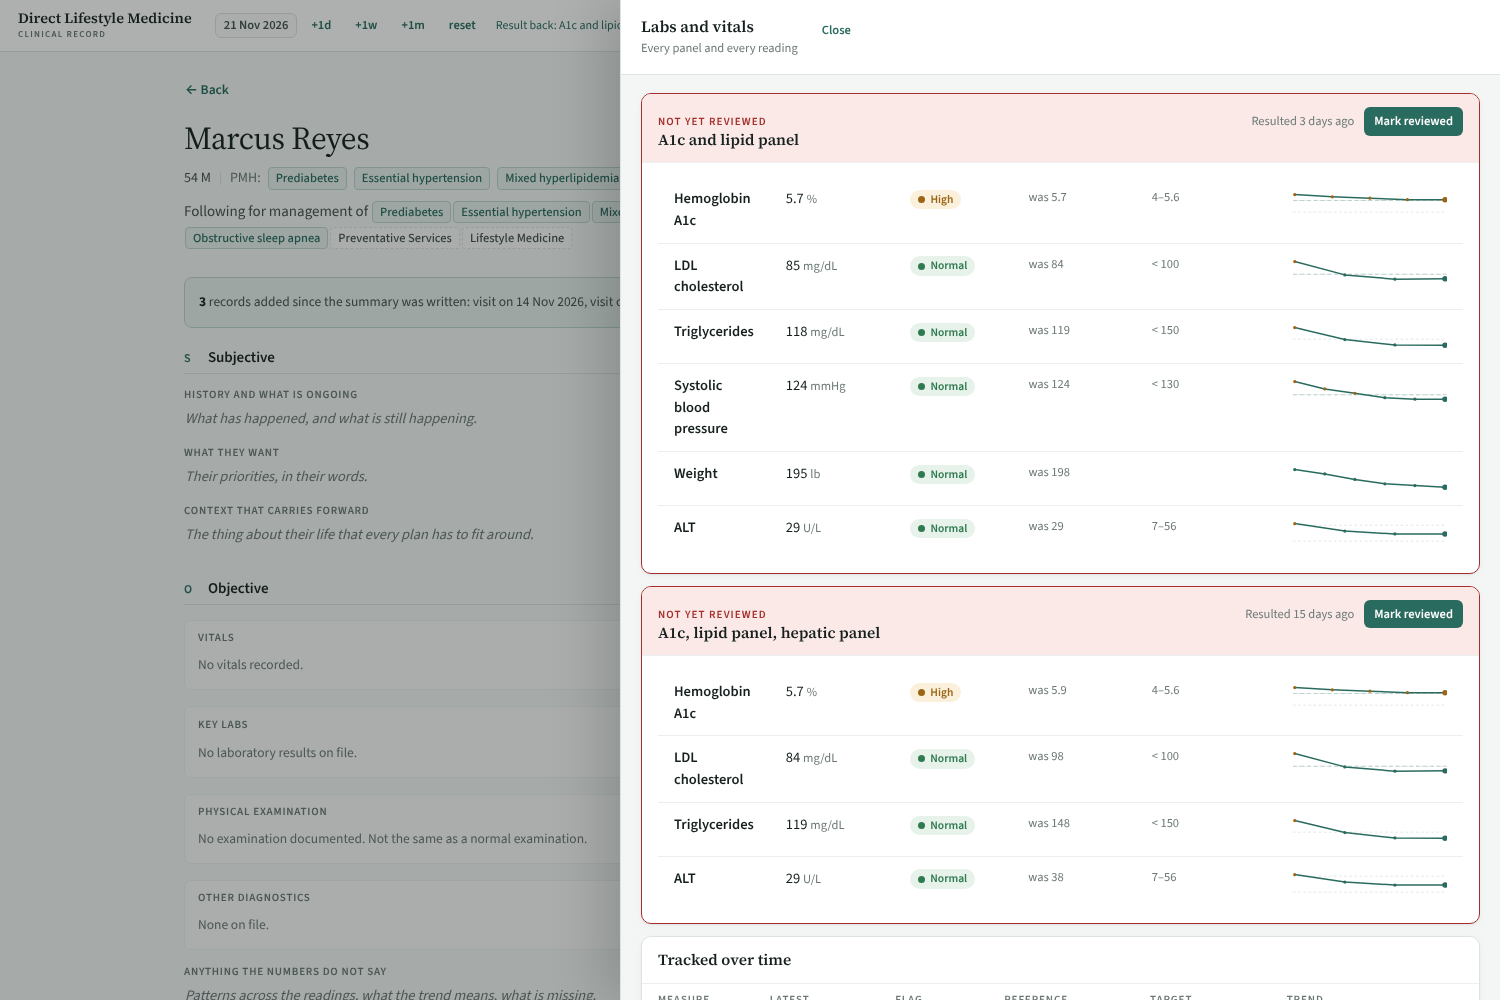 Direct Lifestyle Medicine
CLINICAL RECORD
21 Nov 2026
+1d
+1w
+1m
reset
Result back: A1c and
← Back
Marcus Reyes
54 M
PMH:
Prediabetes
Essential hypertension
Mixed hyperlipidemia
Following for management of
Prediabetes
Essential hypertension
Obstructive sleep apnea
Preventative Services
Lifestyle Medicine
3 records added since the summary was written: visit on 14 Nov 2026, visit
S Subjective
HISTORY AND WHAT IS ONGOING
What has happened, and what is still happening.
WHAT THEY WANT
Their priorities, in their words.
CONTEXT THAT CARRIES FORWARD
The thing about their life that every plan has to fit around.
O Objective
VITALS
No vitals recorded.
KEY LABS
No laboratory results on file.
PHYSICAL EXAMINATION
No examination documented. Not the same as a normal examination.
OTHER DIAGNOSTICS
None on file.
ANYTHING THE NUMBERS DO NOT SAY
Patterns across the readings, what the trend means, what is missing.
Labs and vitals
Every panel and every reading
Close
NOT YET REVIEWED
A1c and lipid panel
Resulted 3 days ago
Mark reviewed
Hemoglobin A1c 5.7 % High was 5.7 4–5.6
LDL cholesterol 85 mg/dL Normal was 84 < 100
Triglycerides 118 mg/dL Normal was 119 < 150
Systolic blood pressure 124 mmHg Normal was 124 < 130
Weight 195 lb Normal was 198
ALT 29 U/L Normal was 29 7–56
NOT YET REVIEWED
A1c, lipid panel, hepatic panel
Resulted 15 days ago
Mark reviewed
Hemoglobin A1c 5.7 % High was 5.9 4–5.6
LDL cholesterol 84 mg/dL Normal was 98 < 100
Triglycerides 119 mg/dL Normal was 148 < 150
ALT 29 U/L Normal was 38 7–56
Tracked over time
MEASURE LATEST FLAG REFERENCE TARGET TREND